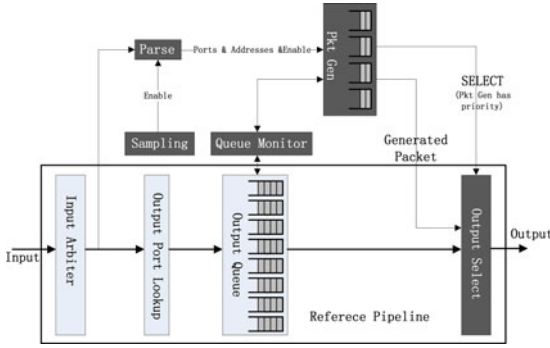 Parse
Ports & Addresses &Enable
Pkt Gen
SELECT
(Pkt Gen has
priority)
Enable
Sampling
Queue Monitor
Generated
Packet
Input
Input Arbiter
Output Port
Lookup
Output Queue
Output Select
Output
Referece Pipeline